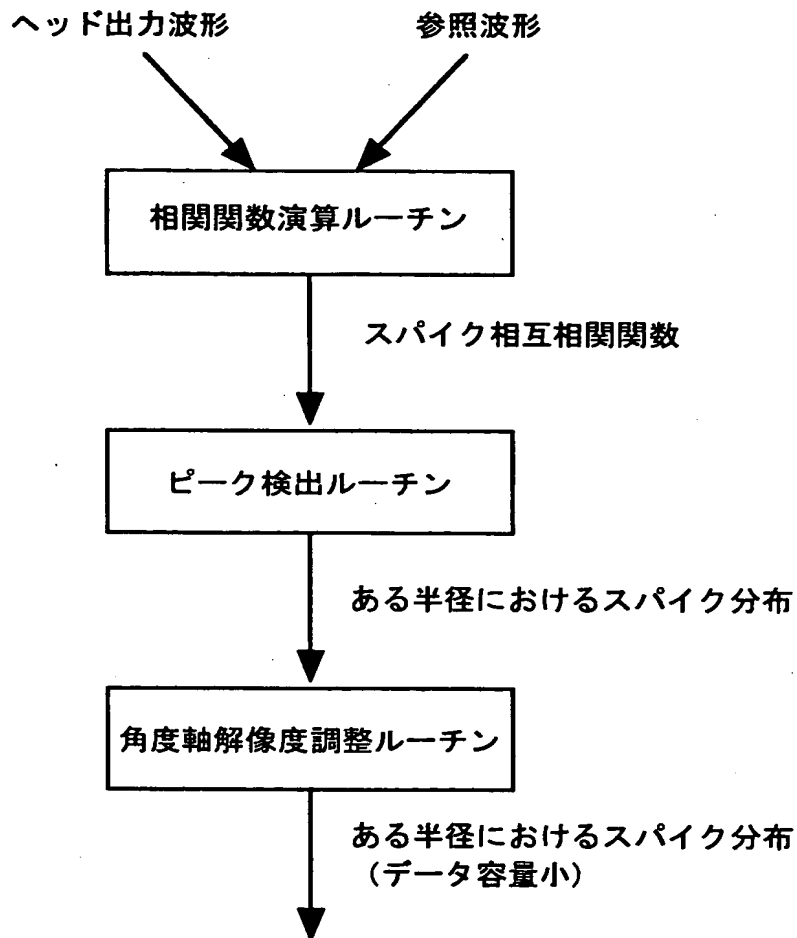 ヘッド出力波形
参照波形
相関関数演算ルーチン
スパイク相互相関関数
ピーク検出ルーチン
ある半径におけるスパイク分布
角度軸解像度調整ルーチン
ある半径におけるスパイク分布
（データ容量小）